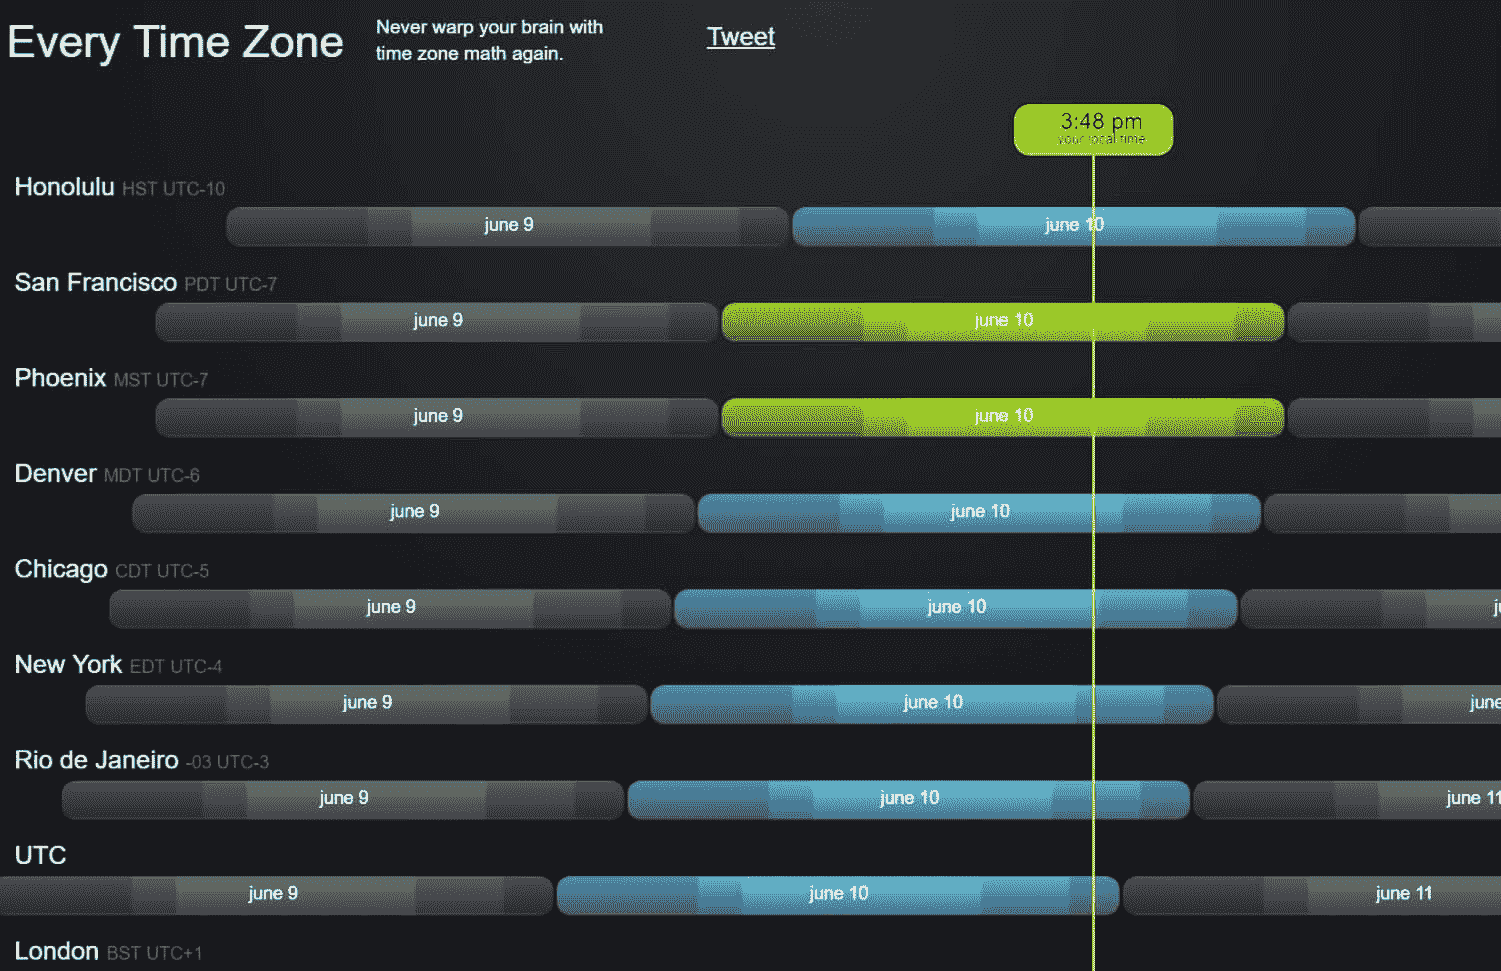 Every Time Zone
Never warp your brain with
time zone math again.
Tweet
3:48 pm
your local time
Honolulu HST UTC-10
june 9
june 10
San Francisco PDT UTC-7
june 9
june 10
Phoenix MST UTC-7
june 9
june 10
Denver MDT UTC-6
june 9
june 10
Chicago CDT UTC-5
june 9
june 10
New York EDT UTC-4
june 9
june 10
june
Rio de Janeiro -03 UTC-3
june 9
june 10
june 11
UTC
june 9
june 10
june 11
London BST UTC+1